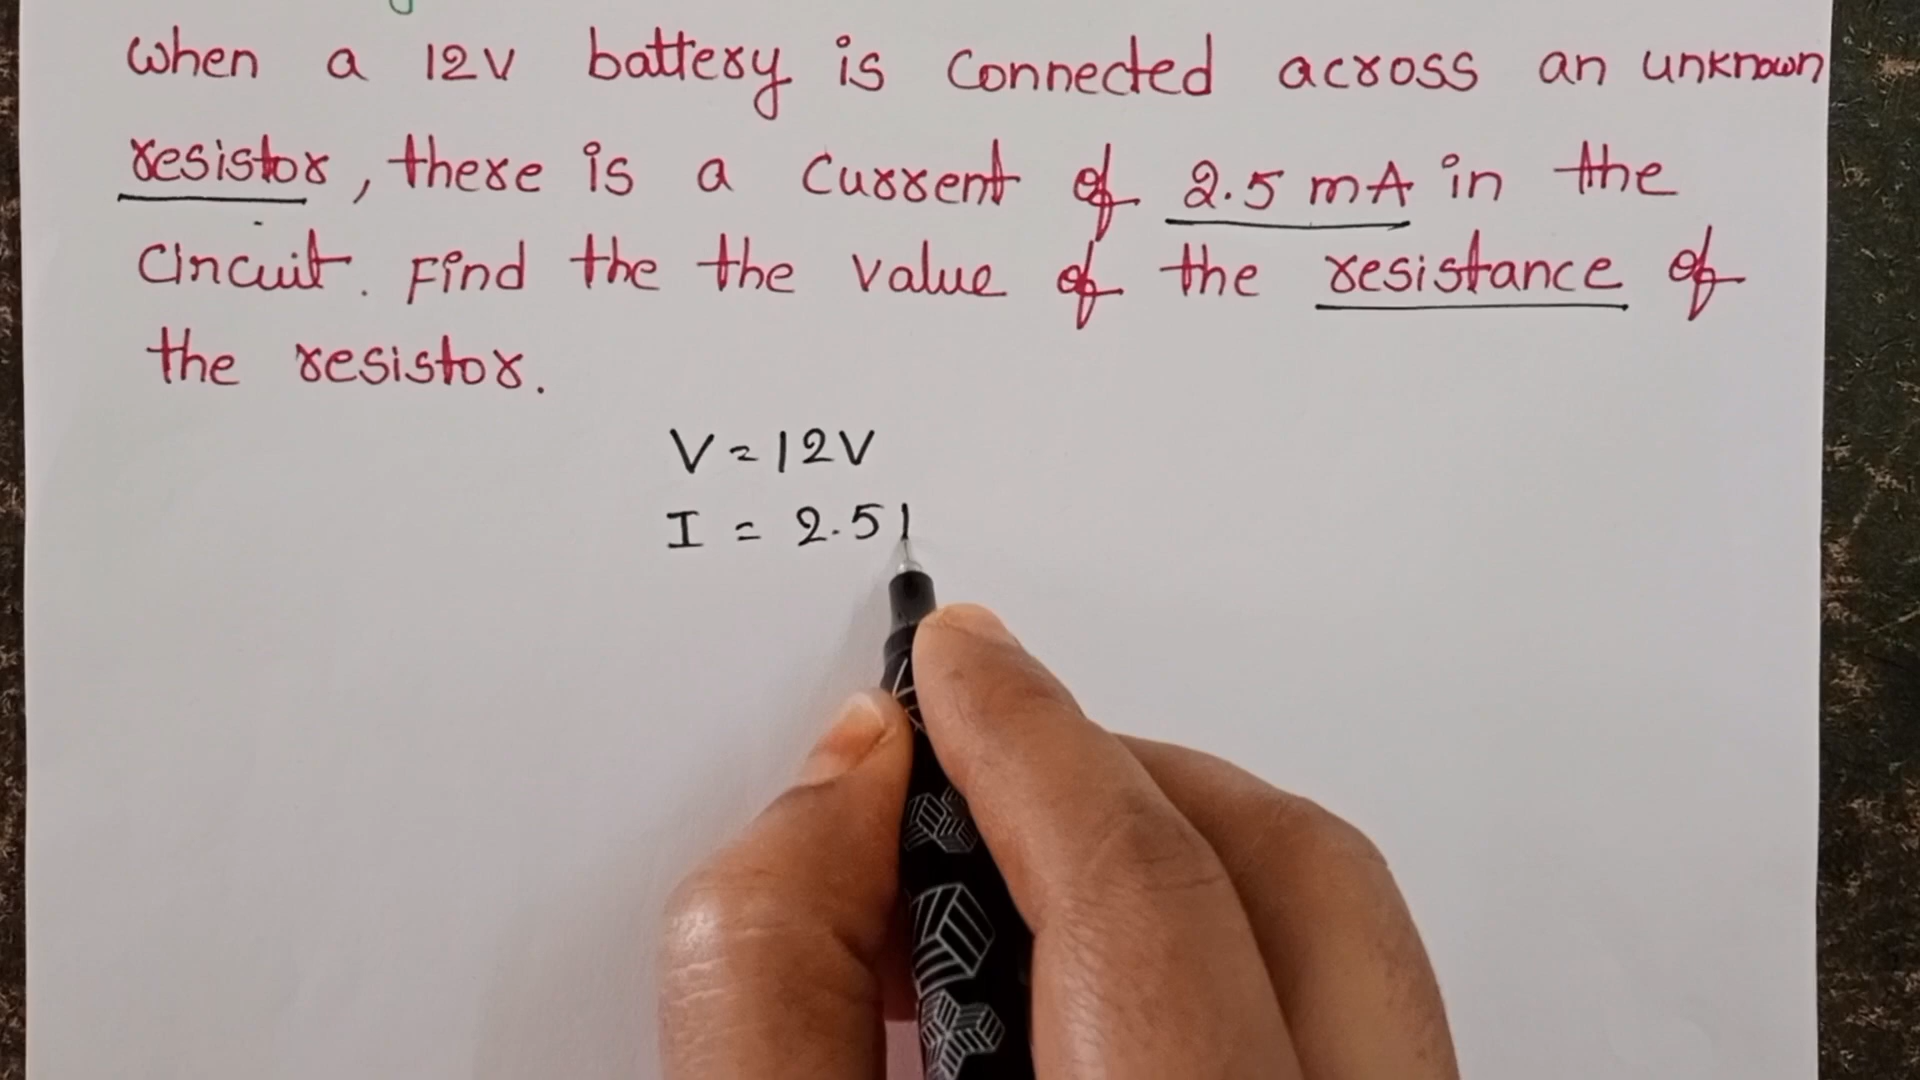 when a 12V battery is connected across an unknown
resistor, there is a current of 2.5 mA in the
cincuit. Find the the value of the resistance of
the resistor.
V = 12V
I = 2.5